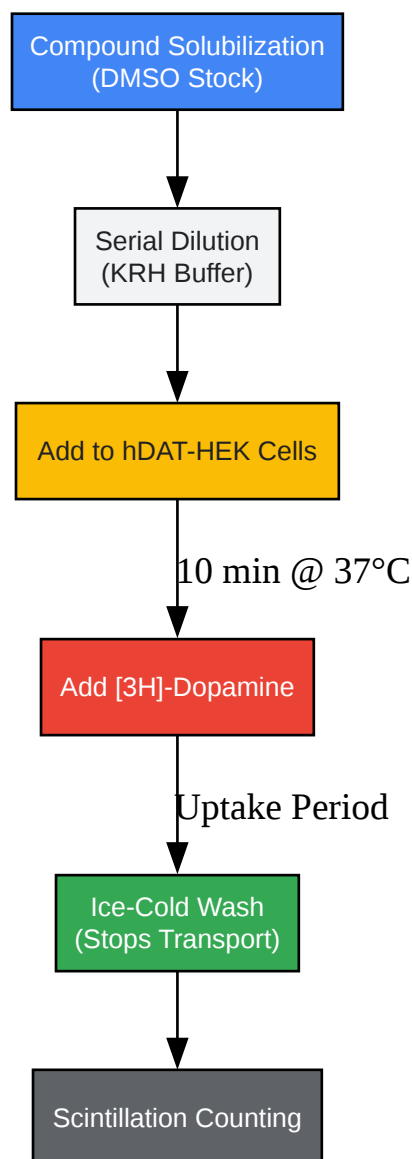 Compound Solubilization
(DMSO Stock)
Serial Dilution
(KRH Buffer)
Add to hDAT-HEK Cells
10 min @ 37°C
Add [3H]-Dopamine
Uptake Period
Ice-Cold Wash
(Stops Transport)
Scintillation Counting